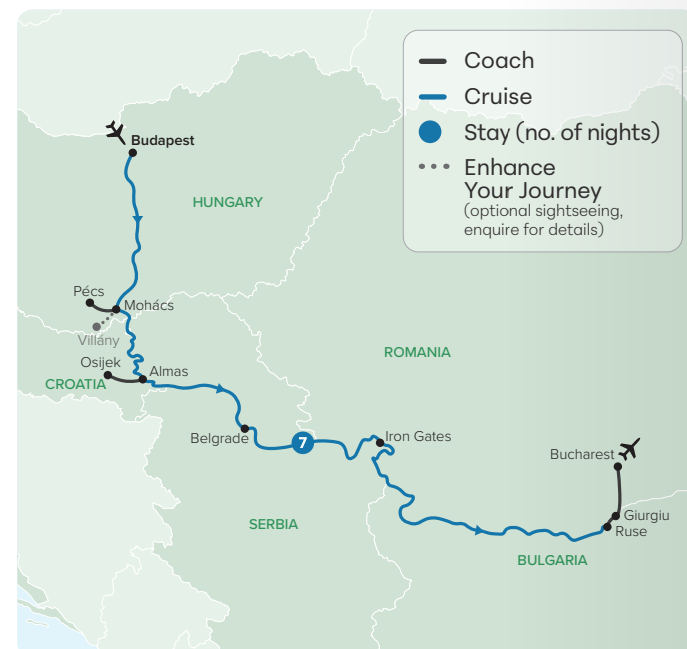 Coach
Cruise
Stay (no. of nights)
Enhance
Your Journey
(optional sightseeing,
enquire for details)
Budapest
HUNGARY
Pécs
Mohács
Villány
Osijek
Almas
CROATIA
ROMANIA
Belgrade
7
Iron Gates
Bucharest
Giurgiu
Ruse
SERBIA
BULGARIA